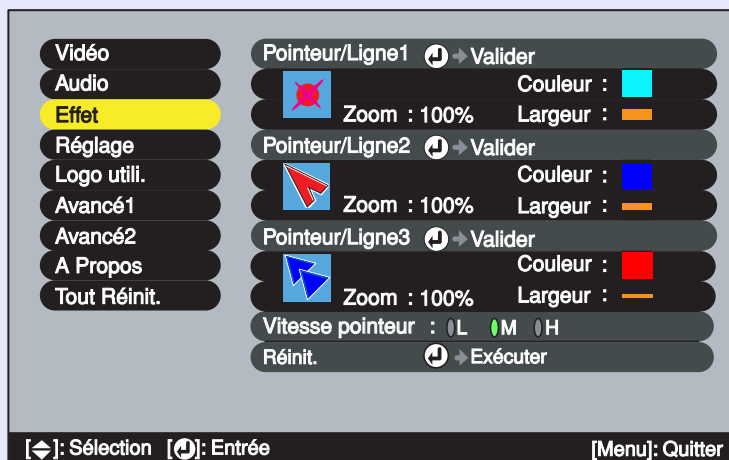 Vidéo
Audio
Effet
Réglage
Logo utili.
Avancé1
Avancé2
A Propos
Tout Réinit.
Pointeur/Ligne1 Valider
Couleur :
Zoom : 100% Largeur :
Pointeur/Ligne2 Valider
Couleur :
Zoom : 100% Largeur :
Pointeur/Ligne3 Valider
Couleur :
Zoom : 100% Largeur :
Vitesse pointeur : L M H
Réinit. Exécuter
[ ]: Sélection [ ]: Entrée [Menu]: Quitter